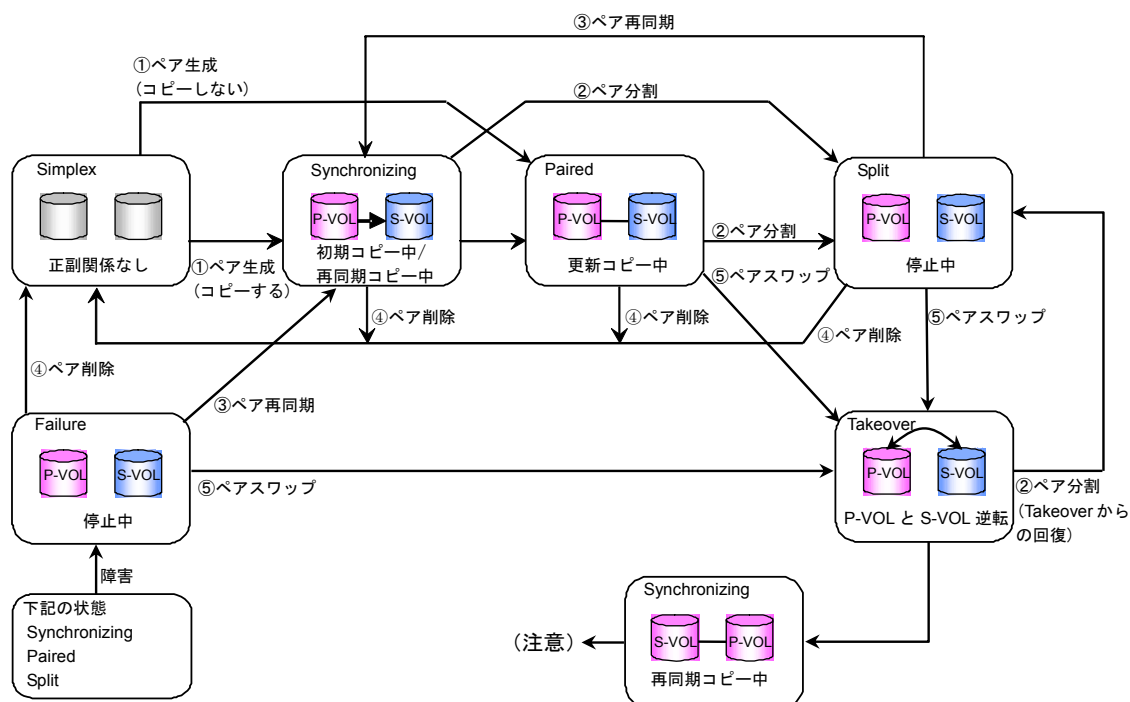 ③ペア再同期
①ペア生成
(コピーしない)
②ペア分割
Simplex
正副関係なし
①ペア生成
(コピーする)
Synchronizing
P-VOL
S-VOL
初期コピー中/
再同期コピー中
Paired
P-VOL
S-VOL
更新コピー中
②ペア分割
⑤ペアスワップ
Split
P-VOL
S-VOL
停止中
④ペア削除
④ペア削除
④ペア削除
⑤ペアスワップ
④ペア削除
③ペア再同期
Failure
P-VOL
S-VOL
停止中
⑤ペアスワップ
Takeover
P-VOL
S-VOL
P-VOL と S-VOL 逆転
②ペア分割
(Takeover から
の回復)
障害
下記の状態
Synchronizing
Paired
Split
(注意)
Synchronizing
S-VOL
P-VOL
再同期コピー中